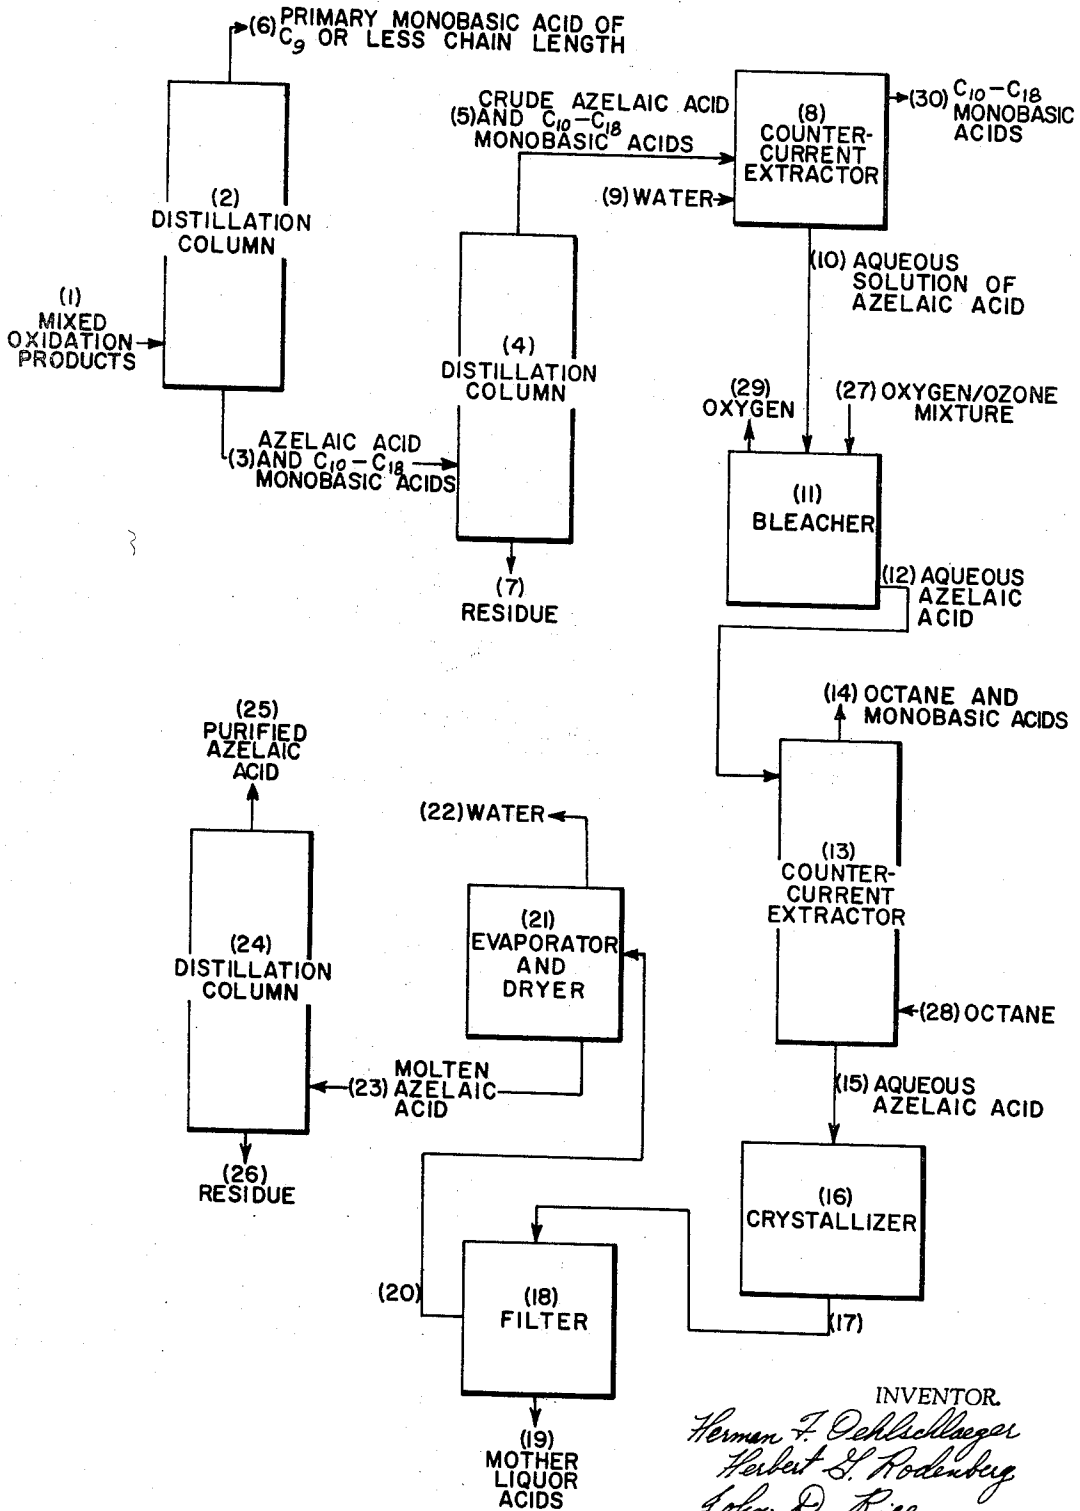 (6) PRIMARY MONOBASIC ACID OF
C9 OR LESS CHAIN LENGTH
(2)
DISTILLATION
COLUMN
(1)
MIXED
OXIDATION
PRODUCTS
AZELAIC ACID
(3) AND C10-C18
MONOBASIC ACIDS
CRUDE AZELAIC ACID
(5) AND C10-C18
MONOBASIC ACIDS
(4)
DISTILLATION
COLUMN
(7)
RESIDUE
(8)
COUNTER-
CURRENT
EXTRACTOR
(9) WATER
(30) C10-C18
MONOBASIC
ACIDS
(10) AQUEOUS
SOLUTION OF
AZELAIC ACID
(29)
OXYGEN
(27) OXYGEN/OZONE
MIXTURE
(11)
BLEACHER
(12) AQUEOUS
AZELAIC
ACID
(14) OCTANE AND
MONOBASIC ACIDS
(13)
COUNTER-
CURRENT
EXTRACTOR
(28) OCTANE
(15) AQUEOUS
AZELAIC ACID
(16)
CRYSTALLIZER
(17)
(18)
FILTER
(19)
MOTHER
LIQUOR
ACIDS
(20)
(21)
EVAPORATOR
AND
DRYER
(22) WATER
MOLTEN
(23) AZELAIC
ACID
(24)
DISTILLATION
COLUMN
(25)
PURIFIED
AZELAIC
ACID
(26)
RESIDUE
INVENTOR.
Herman F. Oehlschlaeger
Herbert G. Rodenberg
John D.